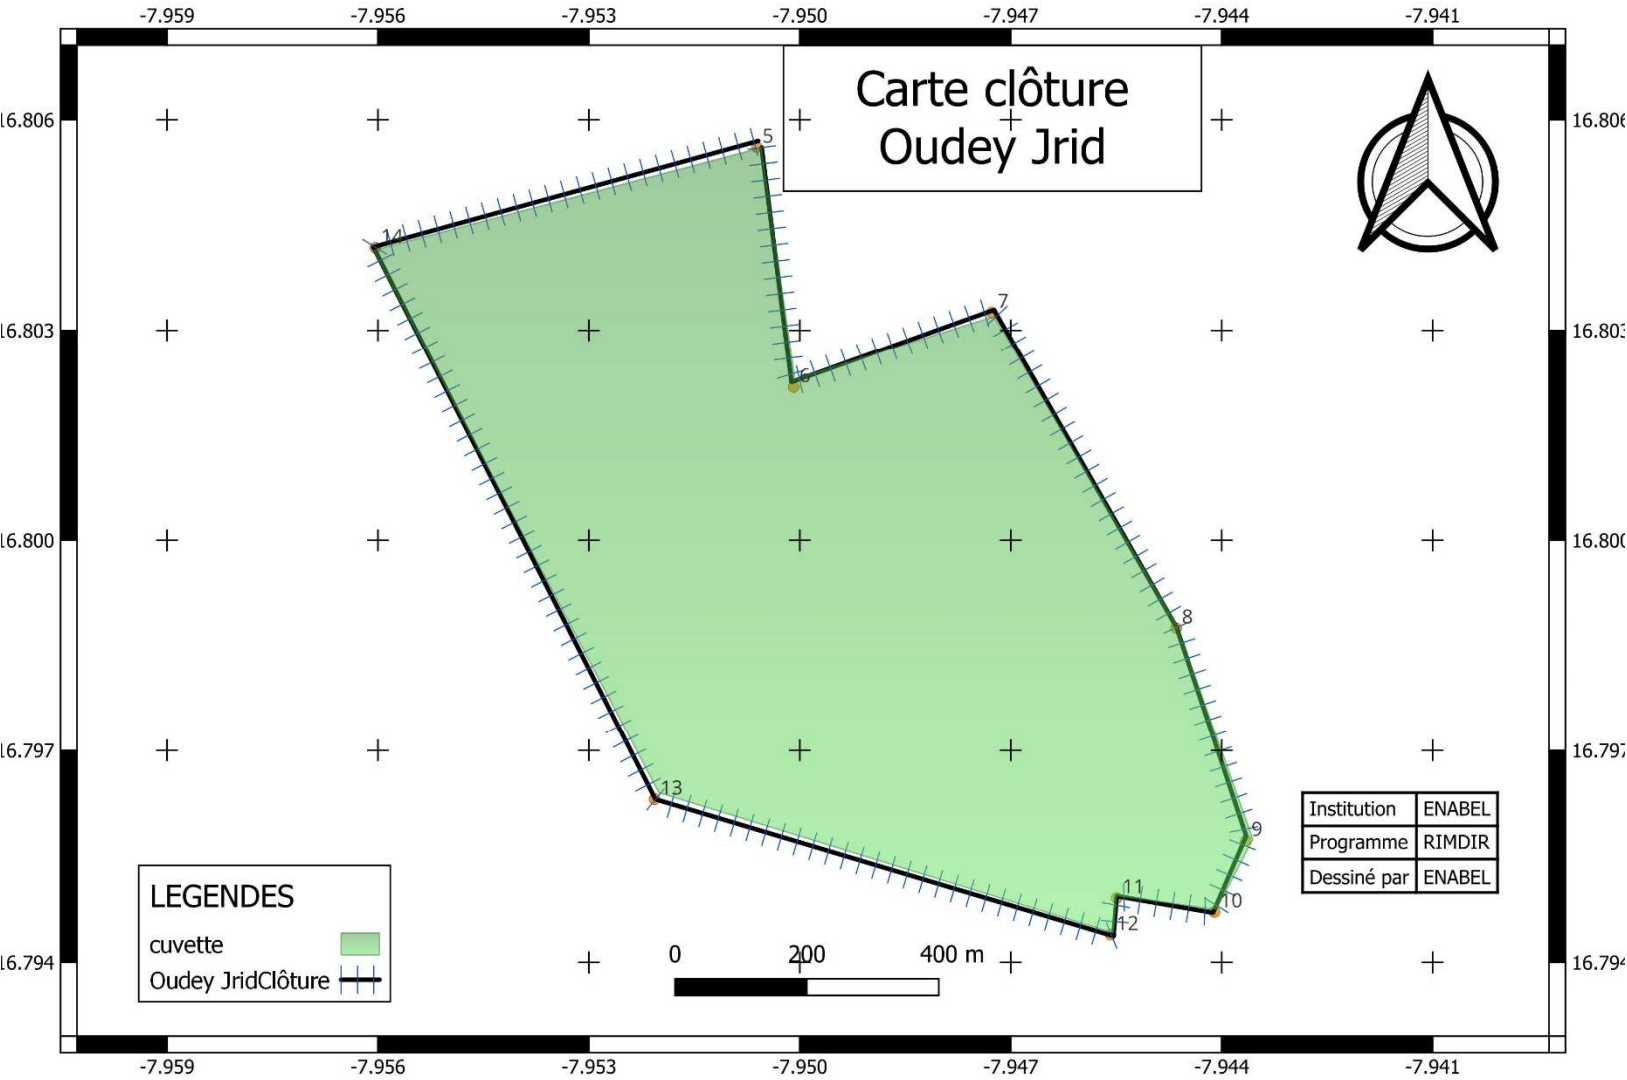 -7.959 -7.956 -7.953 -7.950 -7.947 -7.944 -7.941
Carte clôture
Oudey Jrid
16.806 16.806
5
14
16.803 16.803
7
6
16.800 16.800
8
16.797 16.797
13
9
Institution ENABEL
Programme RIMDIR
Dessiné par ENABEL
11
10
12
LEGENDES
cuvette
Oudey JridClôture
0 200 400 m
16.794 16.794
-7.959 -7.956 -7.953 -7.950 -7.947 -7.944 -7.941